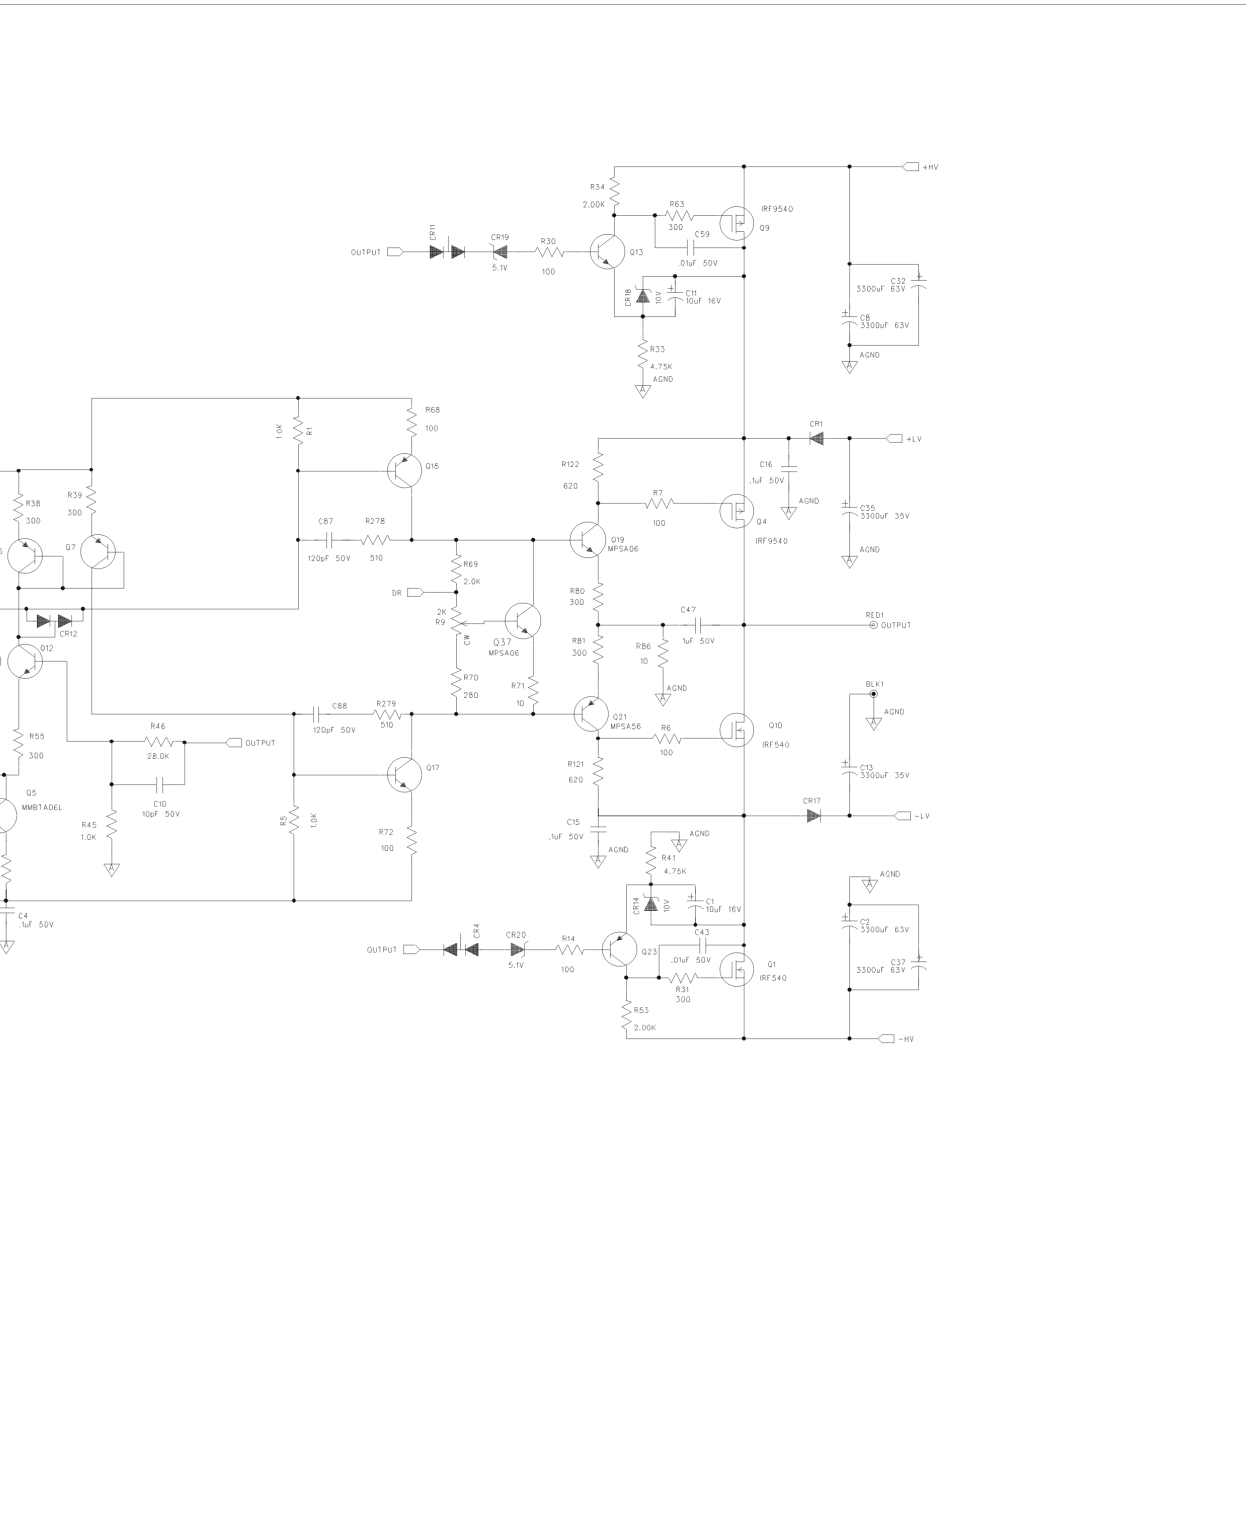 +HV
R34
2.00K
R63
300
IRF9540
Q9
C59
.01uF 50V
OUTPUT
CR11
CR19
5.1V
R30
100
Q13
CR18
10V
C11
10uF 16V
C32
3300uF 63V
C8
3300uF 63V
AGND
R33
4.75K
AGND
R68
100
R1
Q18
CR1
+LV
R122
620
C16
.1uF 50V
R7
100
AGND
Q4
IRF9540
C35
3300uF 35V
AGND
R38
300
R39
300
Q7
C87
120pF 50V
R278
510
Q19
MPSA06
R69
2.0K
DR
2K
R9
CW
Q37
MPSA06
R80
300
C47
1uF 50V
RED1
OUTPUT
CR12
Q12
R81
300
R86
10
AGND
R70
280
R71
10
BLK1
AGND
C88
120pF 50V
R279
510
Q21
MPSA56
R6
100
Q10
IRF540
R46
28.0K
OUTPUT
R55
300
C10
10pF 50V
Q17
R121
620
C13
3300uF 35V
Q5
R45
1.0K
R5
1.0K
R72
100
CR17
-LV
C15
.1uF 50V
AGND
AGND
R41
4.75K
AGND
CR14
10V
C1
10uF 16V
C4
.1uF 50V
C2
3300uF 63V
OUTPUT
CR4
CR20
5.1V
R14
100
Q23
C43
.01uF 50V
Q1
IRF540
C37
3300uF 63V
R31
300
R53
2.00K
-HV